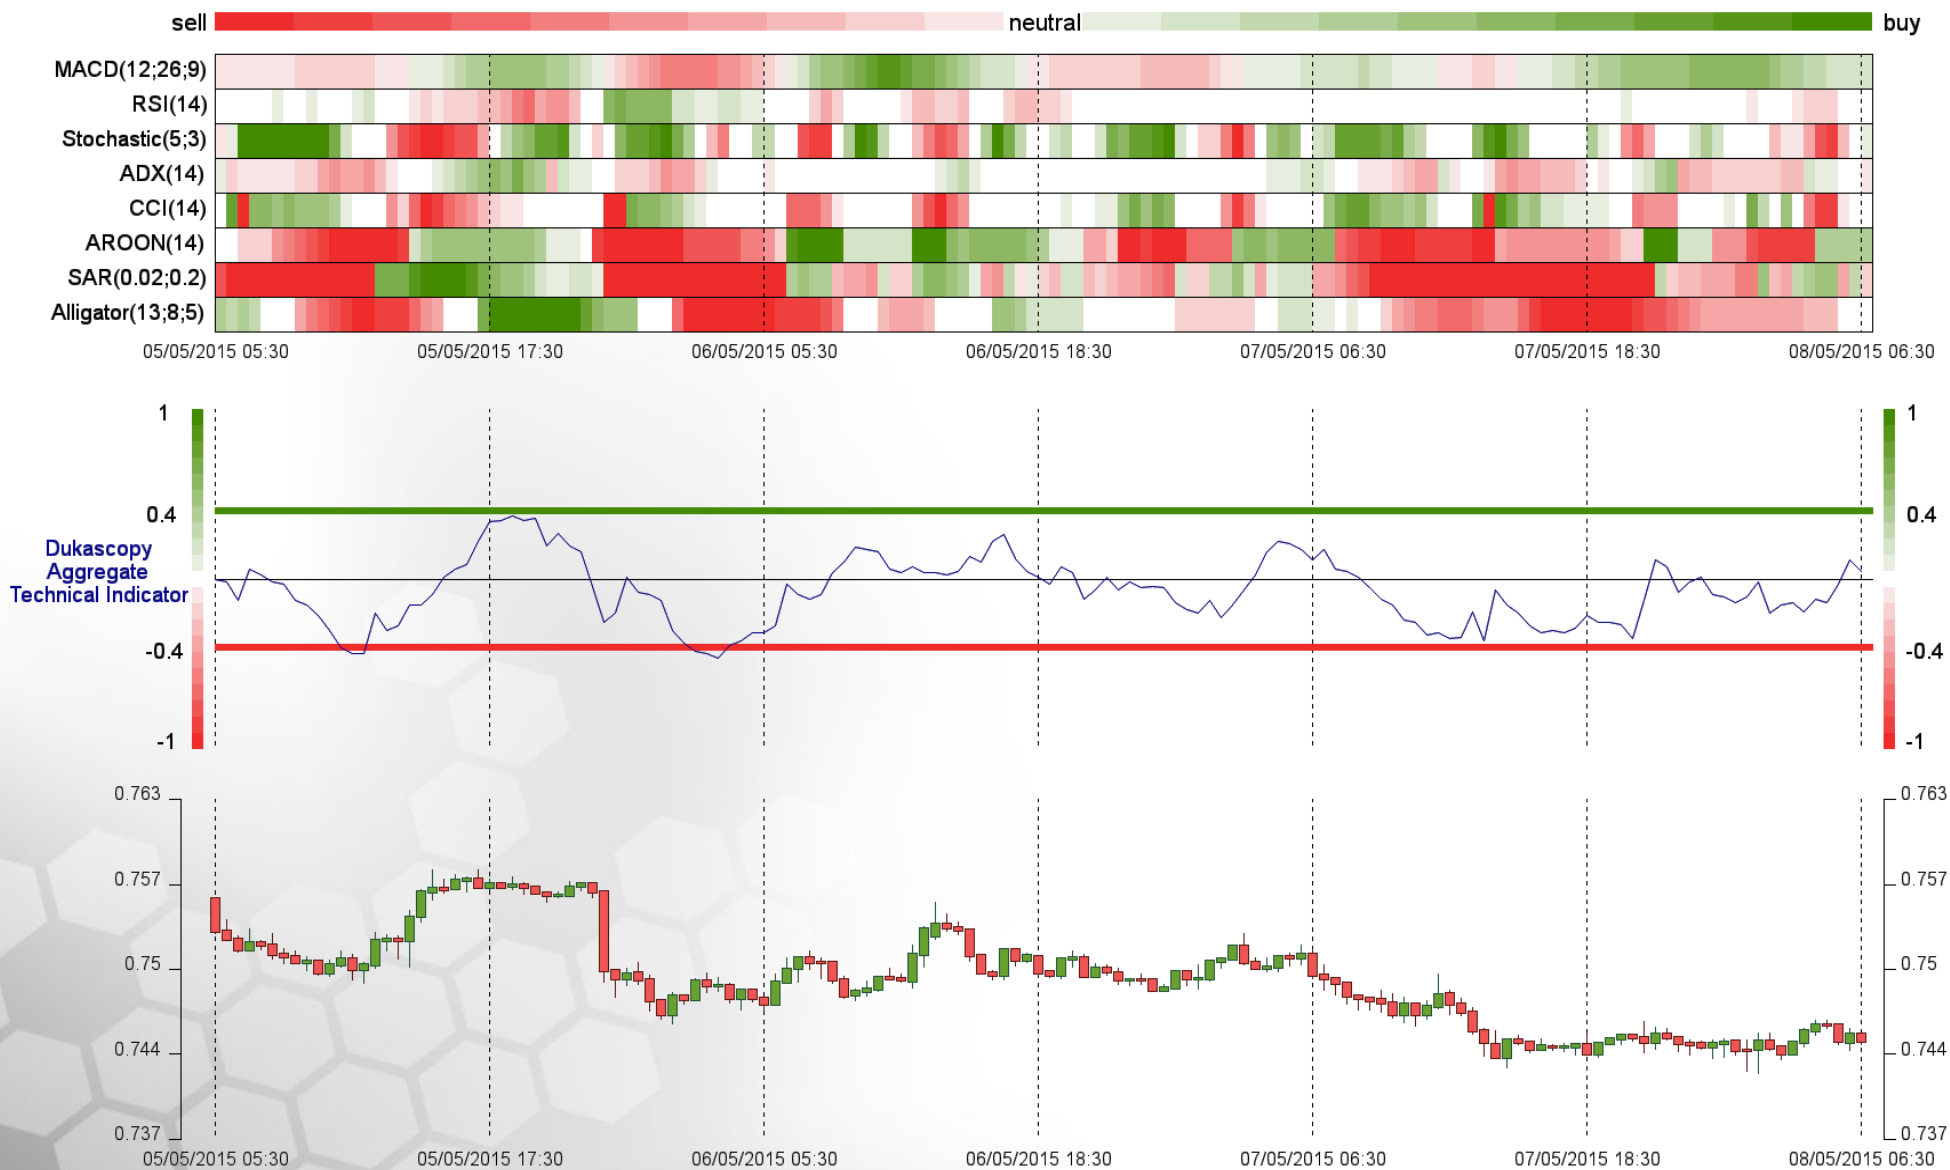 sell neutral buy
MACD(12;26;9)
RSI(14)
Stochastic(5;3)
ADX(14)
CCI(14)
AROON(14)
SAR(0.02;0.2)
Alligator(13;8;5)
05/05/2015 05:30 05/05/2015 17:30 06/05/2015 05:30 06/05/2015 18:30 07/05/2015 06:30 07/05/2015 18:30 08/05/2015 06:30
1 1
0.4 0.4
Dukascopy
Aggregate
Technical Indicator
-0.4 -0.4
-1 -1
0.763 0.763
0.757 0.757
0.75 0.75
0.744 0.744
0.737 0.737
05/05/2015 05:30 05/05/2015 17:30 06/05/2015 05:30 06/05/2015 18:30 07/05/2015 06:30 07/05/2015 18:30 08/05/2015 06:30